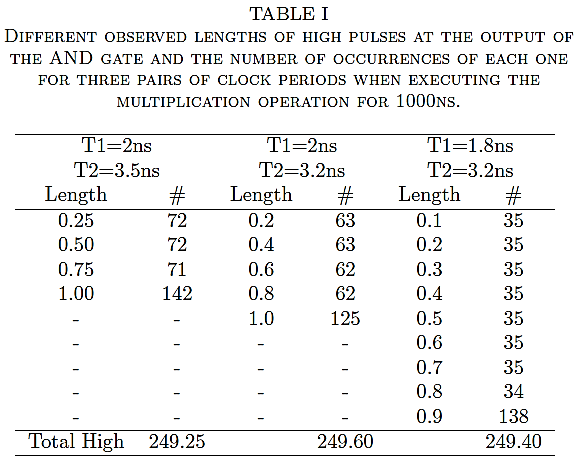 TABLE I
Different observed lengths of high pulses at the output of
the AND gate and the number of occurrences of each one
for three pairs of clock periods when executing the
multiplication operation for 1000ns.
T1=2ns T1=2ns T1=1.8ns
T2=3.5ns T2=3.2ns T2=3.2ns
Length # Length # Length #
0.25 72 0.2 63 0.1 35
0.50 72 0.4 63 0.2 35
0.75 71 0.6 62 0.3 35
1.00 142 0.8 62 0.4 35
- - 1.0 125 0.5 35
- - - - 0.6 35
- - - - 0.7 35
- - - - 0.8 34
- - - - 0.9 138
Total High 249.25 249.60 249.40